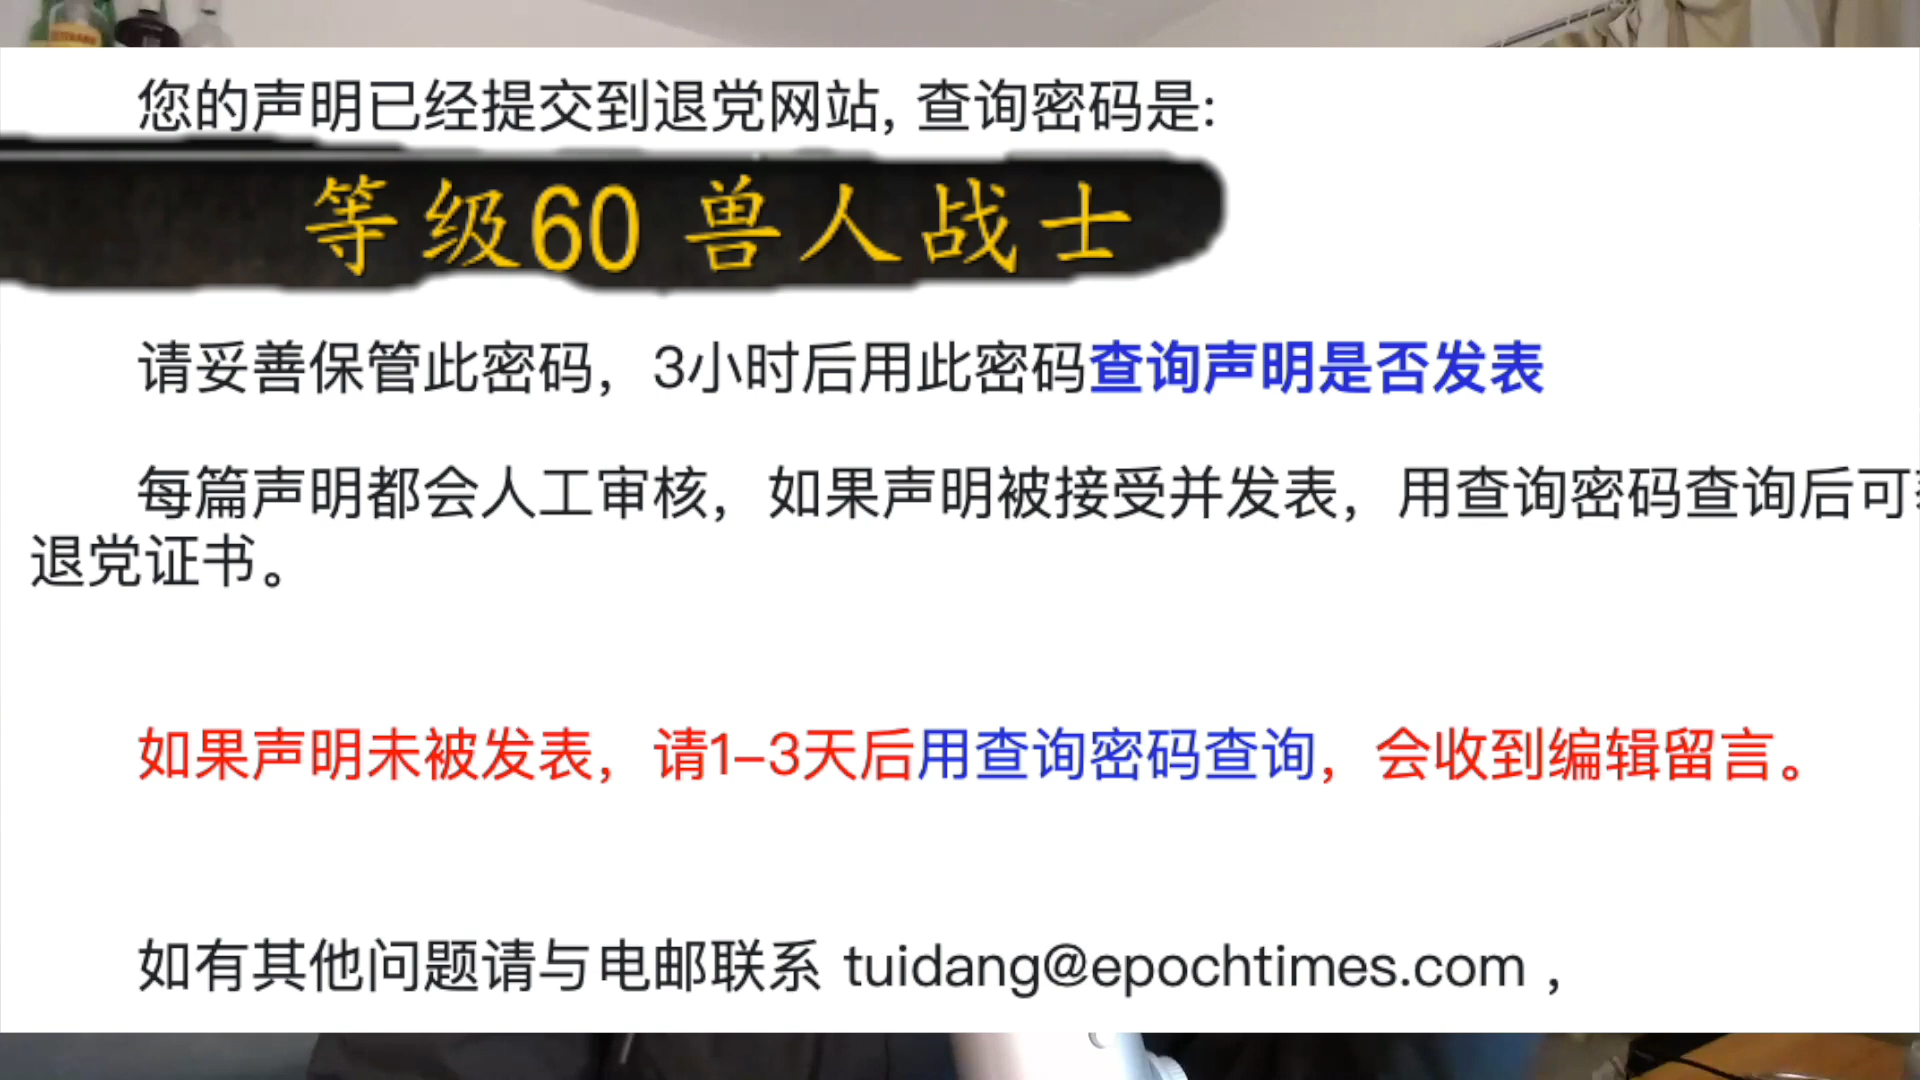 您的声明已经提交到退党网站, 查询密码是:
等级60 兽人战士
请妥善保管此密码，3小时后用此密码查询声明是否发表
每篇声明都会人工审核，如果声明被接受并发表，用查询密码查询后可
退党证书。
如果声明未被发表，请1-3天后用查询密码查询，会收到编辑留言。
如有其他问题请与电邮联系 tuidang@epochtimes.com ,